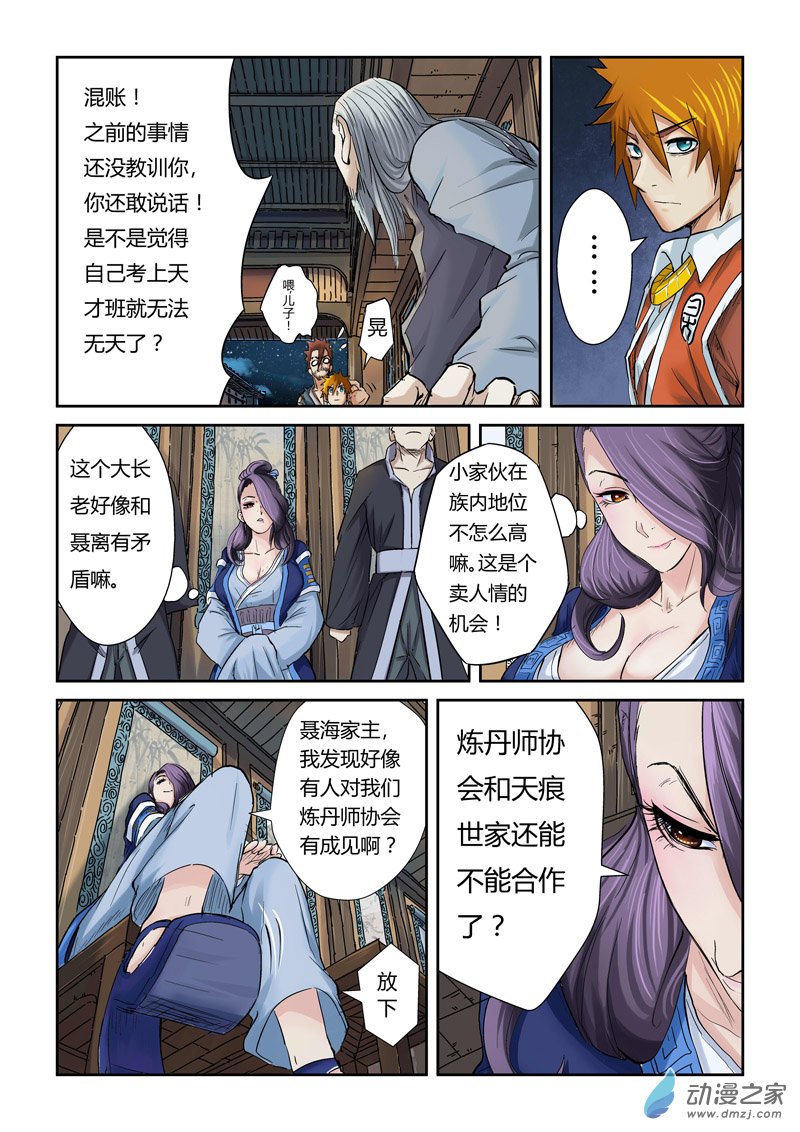 混账！
之前的事情
还没教训你，
你还敢说话！
是不是觉得
自己考上天
才班就无法
无天了？
喂，儿子！
晃
……
这个大长
老好像和
聂离有矛
盾嘛。
小家伙在
族内地位
不怎么高
嘛。这是个
卖人情的
机会！
聂海家主，
我发现好像
有人对我们
炼丹师协会
有成见啊？
放
下
炼丹师协
会和天痕
世家还能
不能合作
了？
动漫之家
www.dmzj.com